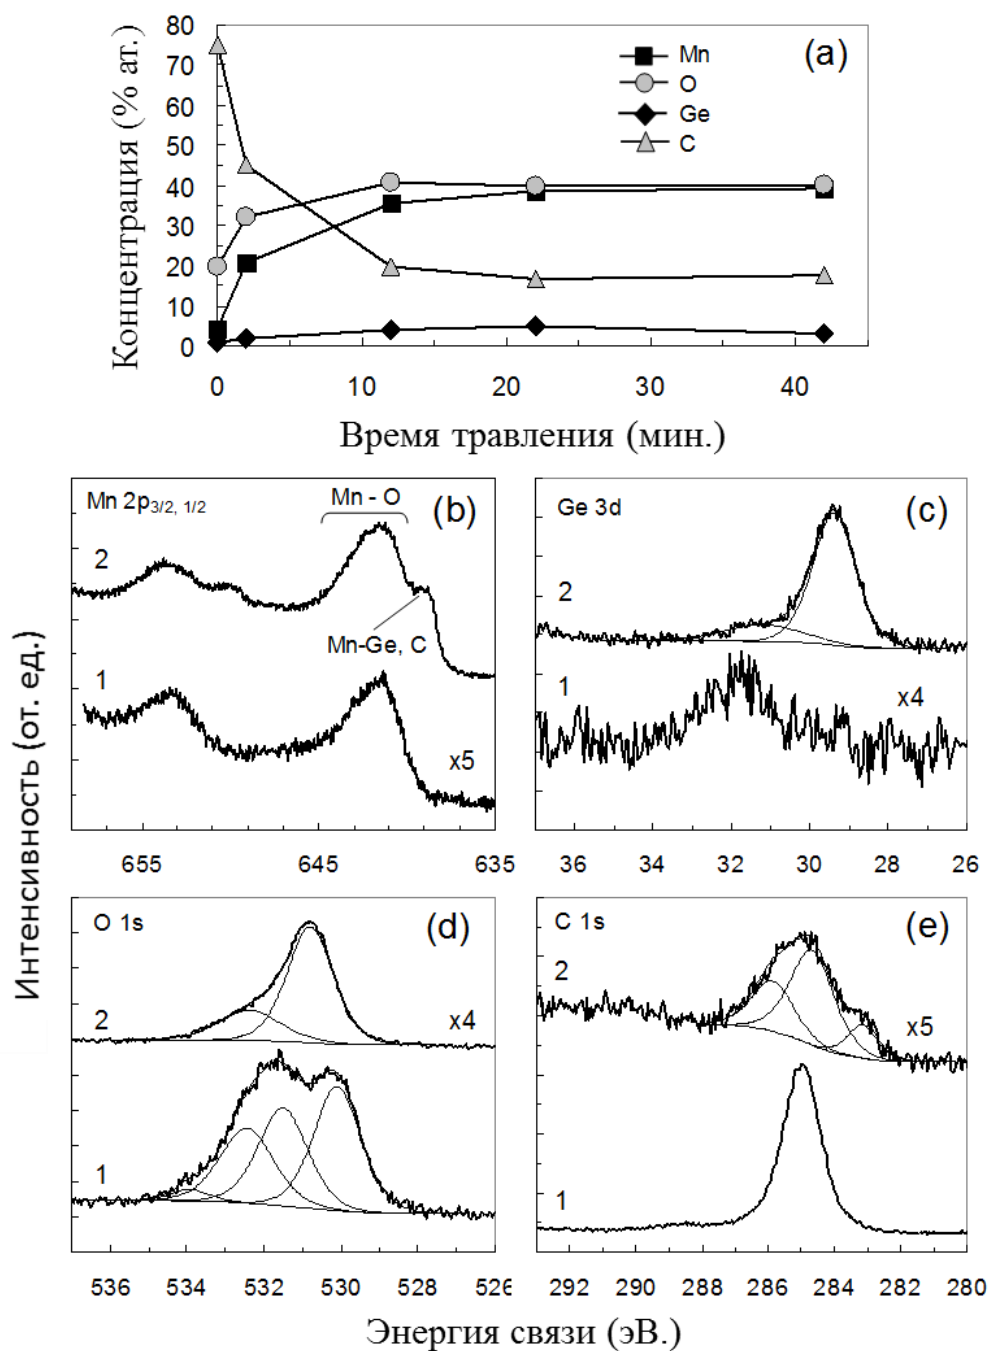 80
70
60
50
40
30
20
10
0
Концентрация (% ат.)
(a)
Mn
O
Ge
C
0 10 20 30 40
Время травления (мин.)
Интенсивность (от. ед.)
Mn 2p3/2, 1/2
Mn - O
(b)
2
Mn-Ge, C
1
x5
655 645 635
Ge 3d
(c)
2
1
x4
36 34 32 30 28 26
O 1s
(d)
2
x4
1
536 534 532 530 528 526
C 1s
(e)
2
x5
1
292 290 288 286 284 282 280
Энергия связи (эВ.)